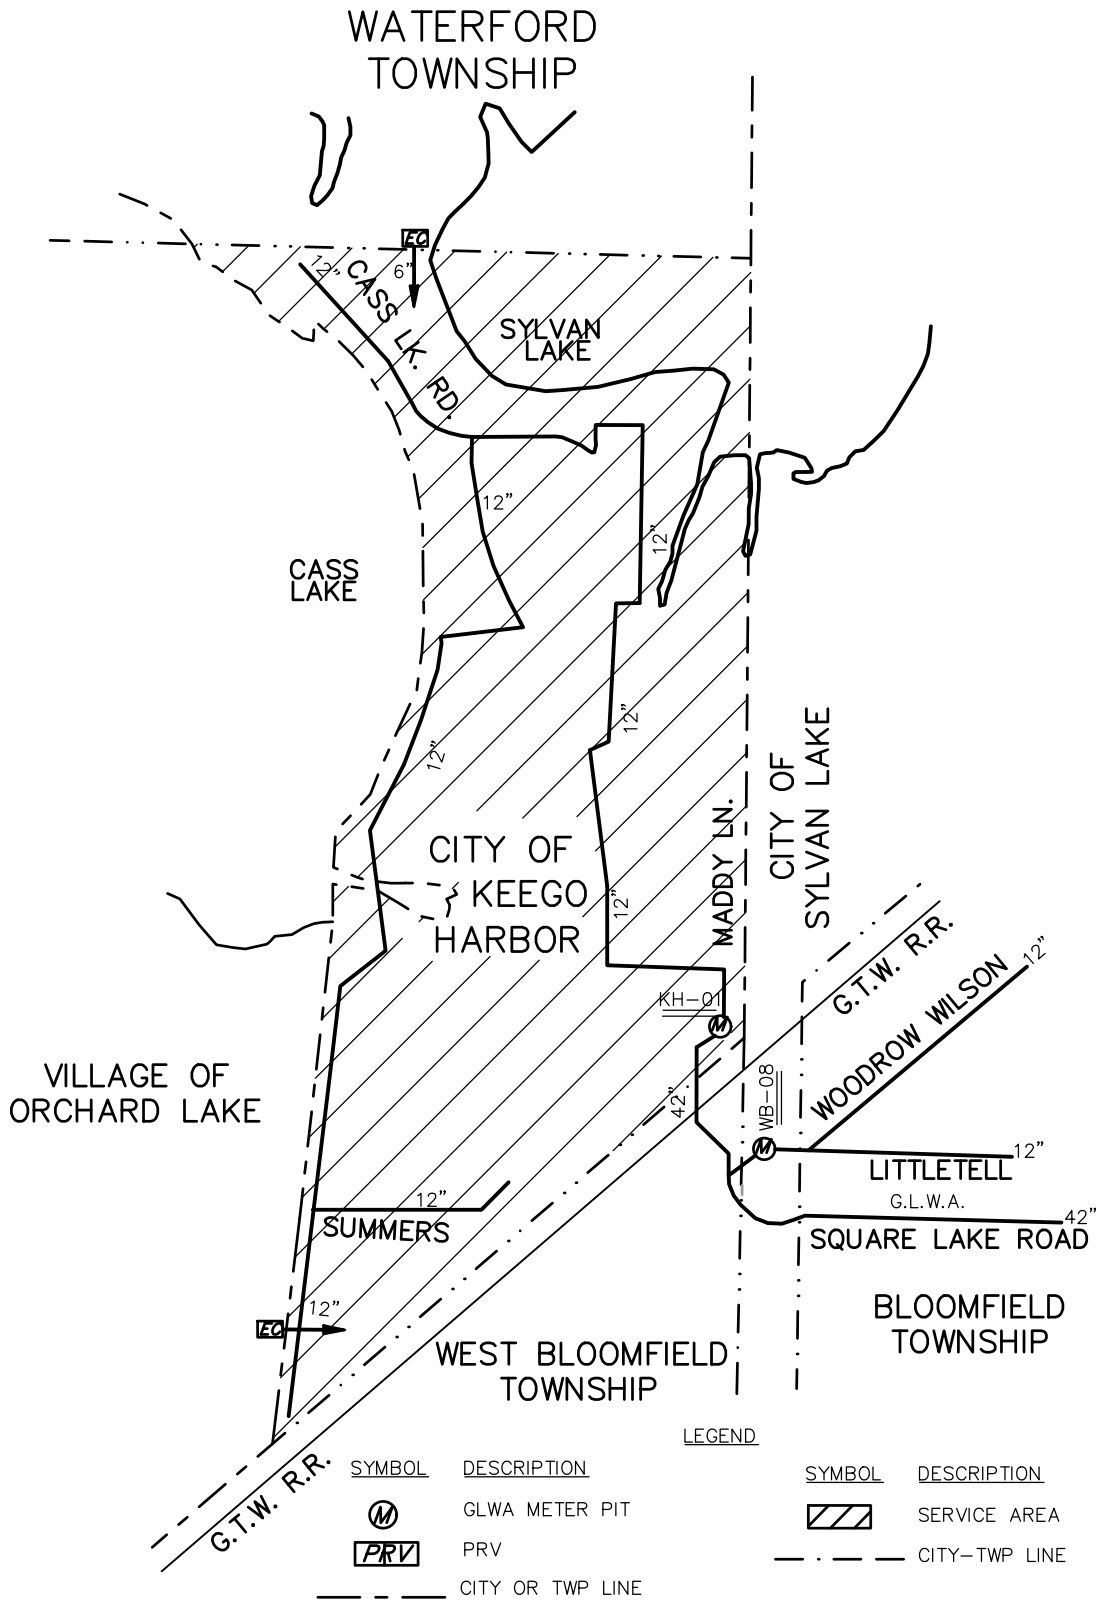 WATERFORD
TOWNSHIP
EC
6"
12"
CASS LK. RD.
SYLVAN
LAKE
12"
12"
CASS
LAKE
12"
12"
CITY OF
SYLVAN LAKE
MADDY LN.
CITY OF
KEEGO
HARBOR
12"
G.T.W. R.R.
12"
WOODROW WILSON
KH-01
M
VILLAGE OF
ORCHARD LAKE
42"
WB-08
M
12"
LITTLETELL
G.L.W.A.
42"
SQUARE LAKE ROAD
12"
SUMMERS
12"
EC
BLOOMFIELD
TOWNSHIP
WEST BLOOMFIELD
TOWNSHIP
G.T.W. R.R.
LEGEND
SYMBOL DESCRIPTION
M GLWA METER PIT
PRV PRV
CITY OR TWP LINE
SYMBOL DESCRIPTION
SERVICE AREA
CITY-TWP LINE